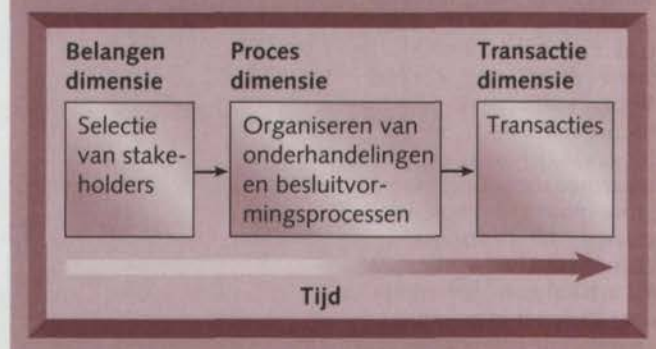 Belangen
dimensie
Selectie
van stake-
holders
Proces
dimensie
Organiseren van
onderhandelingen
en besluitvor-
mingsprocessen
Transactie
dimensie
Transacties
Tijd